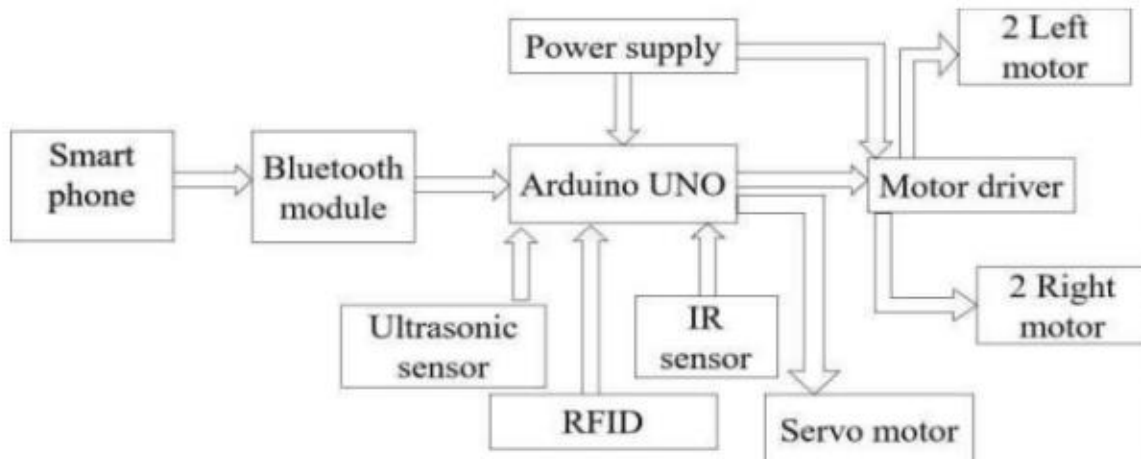 Power supply
2 Left
motor
Smart
phone
Bluetooth
module
Arduino UNO
Motor driver
Ultrasonic
sensor
IR
sensor
2 Right
motor
RFID
Servo motor